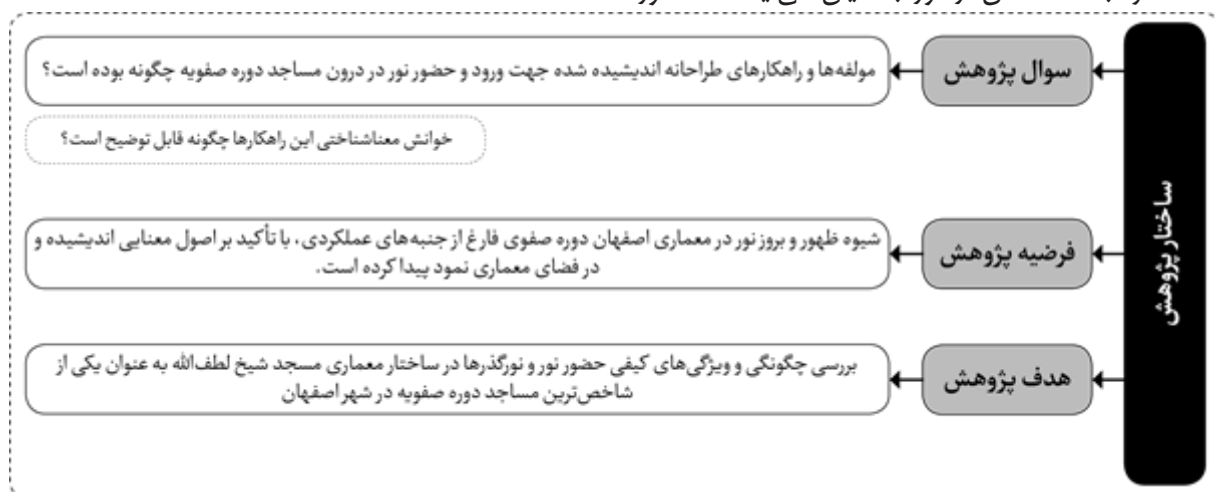 ساختار پژوهش
سوال پژوهش
مولفه‌ها و راهکارهای طراحانه اندیشیده شده جهت ورود و حضور نور در درون مساجد دوره صفویه چگونه بوده است؟
خوانش معناشناختی این راهکارها چگونه قابل توضیح است؟
فرضیه پژوهش
شیوه ظهور و بروز نور در معماری اصفهان دوره صفوی فارغ از جنبه‌های عملکردی، با تأکید بر اصول معنایی اندیشیده و
در فضای معماری نمود پیدا کرده است.
هدف پژوهش
بررسی چگونگی و ویژگی‌های کیفی حضور نور و نورگذرها در ساختار معماری مسجد شیخ لطف‌الله به عنوان یکی از
شاخص‌ترین مساجد دوره صفویه در شهر اصفهان